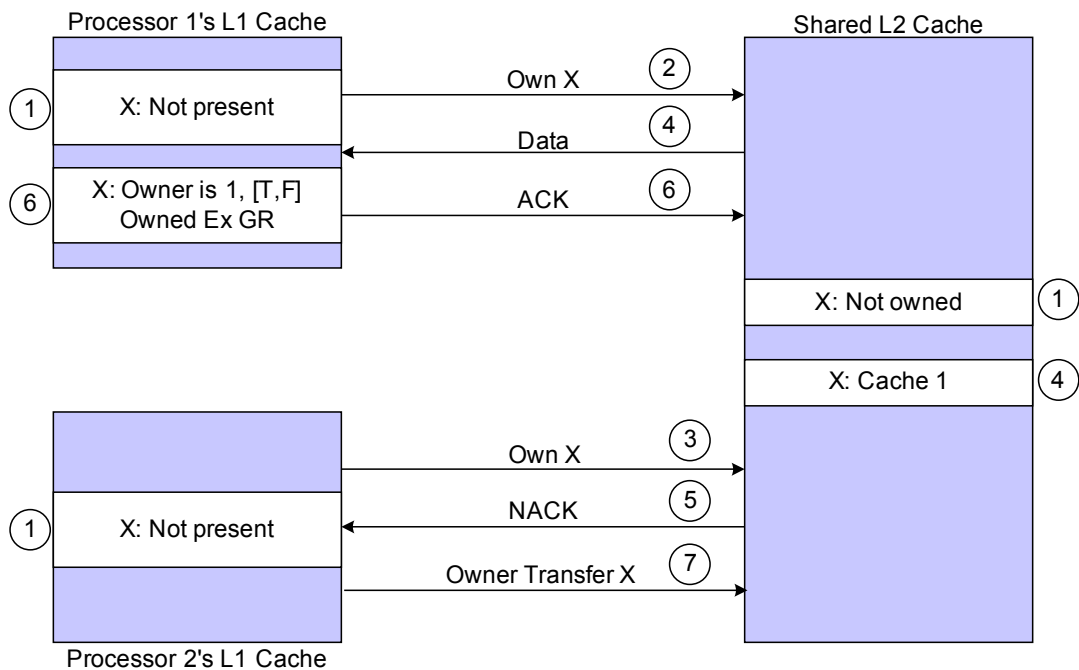 Processor 1's L1 Cache
Shared L2 Cache
1
X: Not present
Own X
2
Data
4
6
X: Owner is 1, [T,F]
Owned Ex GR
ACK
6
X: Not owned
1
X: Cache 1
4
Own X
3
1
X: Not present
NACK
5
Owner Transfer X
7
Processor 2's L1 Cache